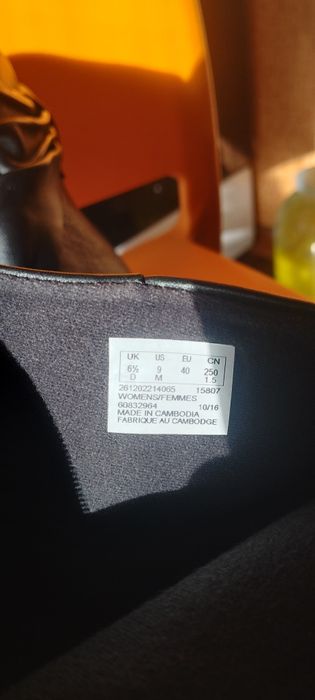 UK US EU CN
6½ 9 40 250
D M 1.5
261202214065 15807
WOMENS/FEMMES
60832964 10/16
MADE IN CAMBODIA
FABRIQUE AU CAMBODGE